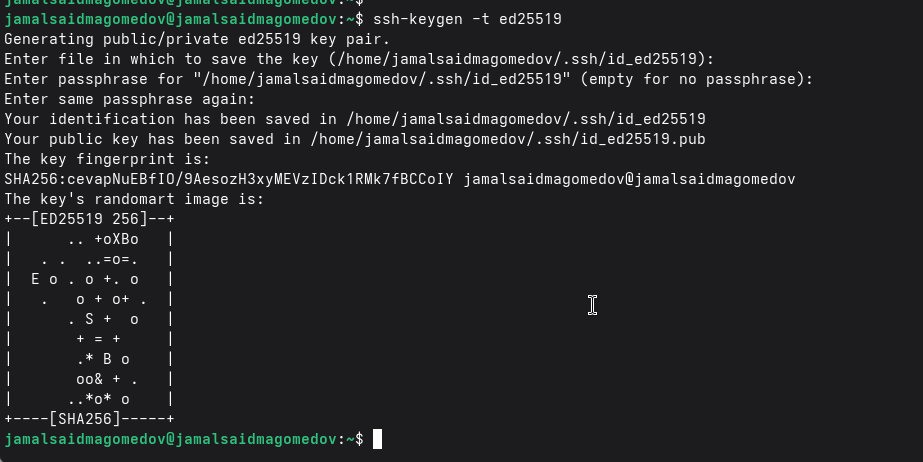 jamalsaidmagomedov@jamalsaidmagomedov:~$ ssh-keygen -t ed25519
Generating public/private ed25519 key pair.
Enter file in which to save the key (/home/jamalsaidmagomedov/.ssh/id_ed25519):
Enter passphrase for "/home/jamalsaidmagomedov/.ssh/id_ed25519" (empty for no passphrase):
Enter same passphrase again:
Your identification has been saved in /home/jamalsaidmagomedov/.ssh/id_ed25519
Your public key has been saved in /home/jamalsaidmagomedov/.ssh/id_ed25519.pub
The key fingerprint is:
SHA256:cevapNuEBfIO/9AesozH3xyMEVzIDck1RMk7fBCCoIY jamalsaidmagomedov@jamalsaidmagomedov
The key's randomart image is:
+--[ED25519 256]--+
|      .. +oXBo   |
|   . .  ..=o=.   |
|  E o . o +. o   |
|   .   o + o+ .  |
|      . S +  o   |
|       + = +     |
|       .* B o    |
|       oo& + .   |
|      ..*o* o    |
+----[SHA256]-----+
jamalsaidmagomedov@jamalsaidmagomedov:~$